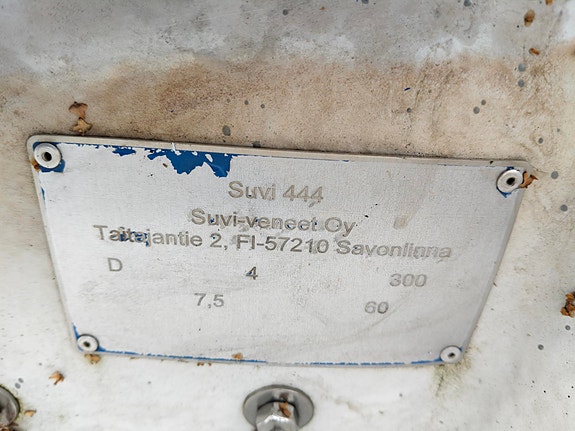 Suvi 444
Suvi-veneet Oy
Taitajantie 2, FI-57210 Savonlinna
D 4 300
7,5 60